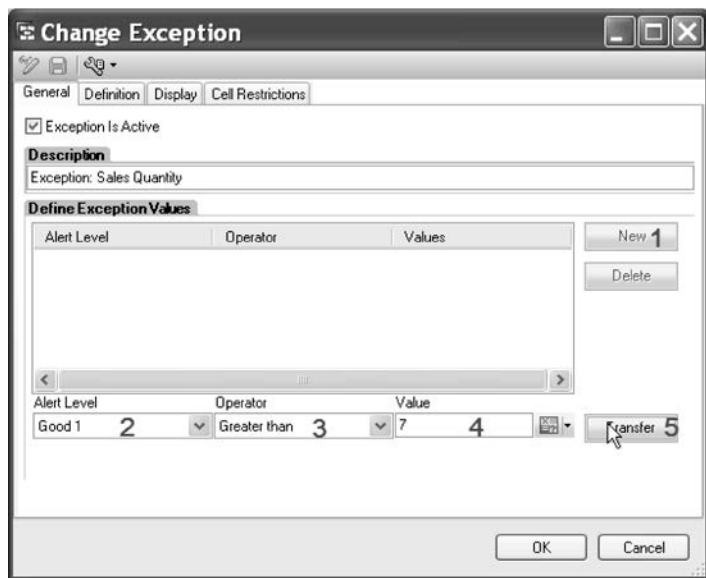 Change Exception
General Definition Display Cell Restrictions
Exception Is Active
Description
Exception: Sales Quantity
Define Exception Values
Alert Level Operator Values New 1
Delete
Alert Level Operator Value
Good 1 2 Greater than 3 7 4 Transfer 5
OK Cancel